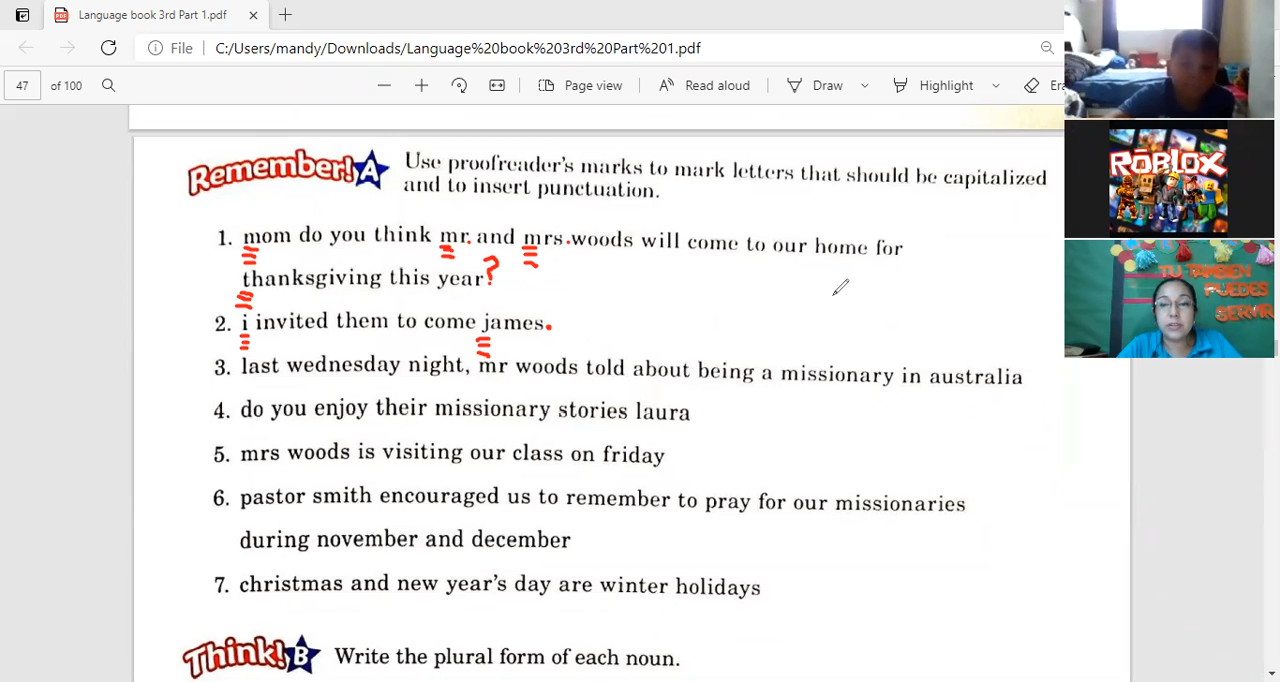 Language book 3rd Part 1.pdf
File C:/Users/mandy/Downloads/Language%20book%203rd%20Part%201.pdf
47 of 100 Page view Read aloud Draw Highlight Era
Remember! A Use proofreader's marks to mark letters that should be capitalized
and to insert punctuation.
1. mom do you think mr. and mrs. woods will come to our home for
thanksgiving this year?
2. i invited them to come james.
3. last wednesday night, mr woods told about being a missionary in australia
4. do you enjoy their missionary stories laura
5. mrs woods is visiting our class on friday
6. pastor smith encouraged us to remember to pray for our missionaries
during november and december
7. christmas and new year's day are winter holidays
Think! B Write the plural form of each noun.
ROBLOX
TU TAMBIEN
PUEDES
SERVIR